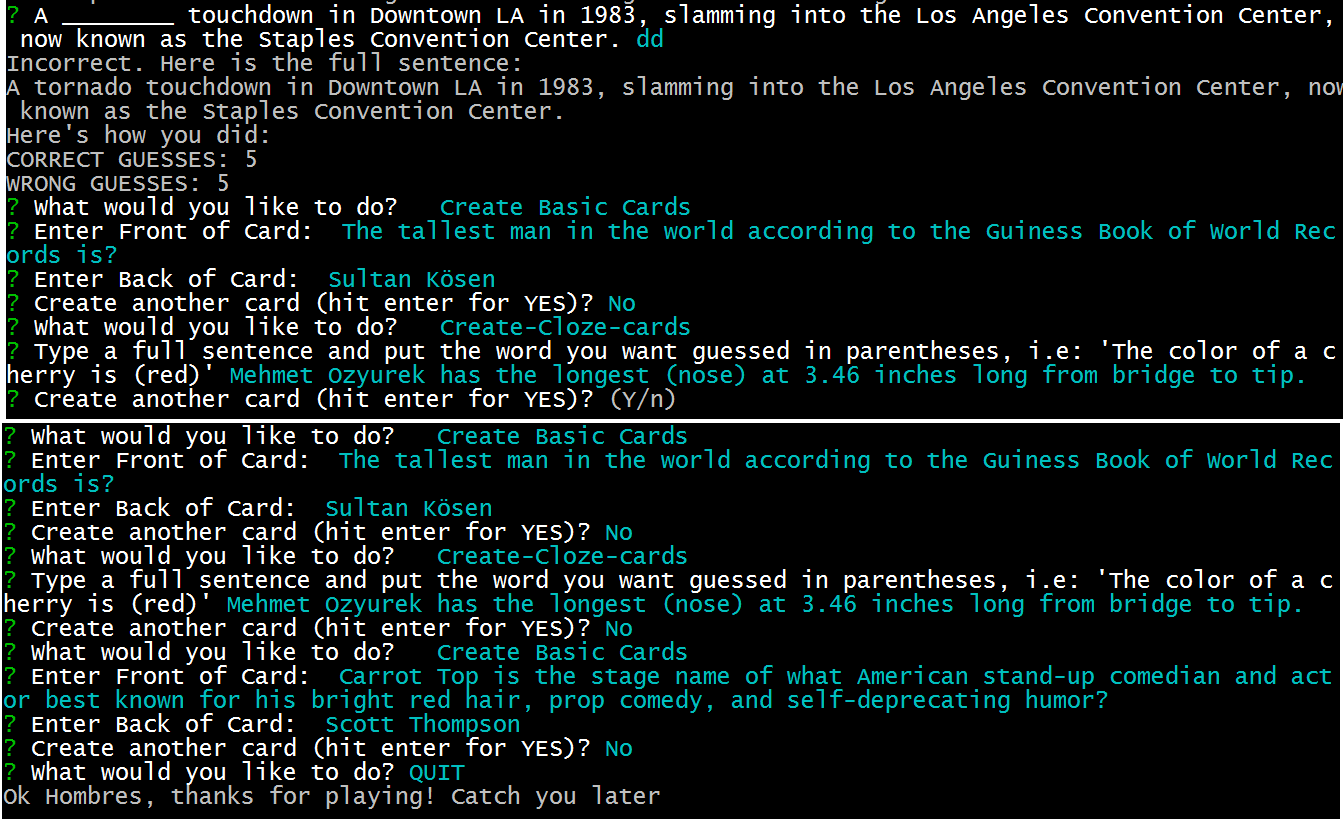 ? A ________ touchdown in Downtown LA in 1983, slamming into the Los Angeles Convention Center,
now known as the Staples Convention Center. dd
Incorrect. Here is the full sentence:
A tornado touchdown in Downtown LA in 1983, slamming into the Los Angeles Convention Center, now
known as the Staples Convention Center.
Here's how you did:
CORRECT GUESSES: 5
WRONG GUESSES: 5
? What would you like to do?   Create Basic Cards
? Enter Front of Card:  The tallest man in the world according to the Guiness Book of World Rec
ords is?
? Enter Back of Card:  Sultan Kösen
? Create another card (hit enter for YES)? No
? What would you like to do?   Create-Cloze-cards
? Type a full sentence and put the word you want guessed in parentheses, i.e: 'The color of a c
herry is (red)' Mehmet Ozyurek has the longest (nose) at 3.46 inches long from bridge to tip.
? Create another card (hit enter for YES)? (Y/n)
? What would you like to do?   Create Basic Cards
? Enter Front of Card:  The tallest man in the world according to the Guiness Book of World Rec
ords is?
? Enter Back of Card:  Sultan Kösen
? Create another card (hit enter for YES)? No
? What would you like to do?   Create-Cloze-cards
? Type a full sentence and put the word you want guessed in parentheses, i.e: 'The color of a c
herry is (red)' Mehmet Ozyurek has the longest (nose) at 3.46 inches long from bridge to tip.
? Create another card (hit enter for YES)? No
? What would you like to do?   Create Basic Cards
? Enter Front of Card:  Carrot Top is the stage name of what American stand-up comedian and act
or best known for his bright red hair, prop comedy, and self-deprecating humor?
? Enter Back of Card:  Scott Thompson
? Create another card (hit enter for YES)? No
? What would you like to do? QUIT
Ok Hombres, thanks for playing! Catch you later